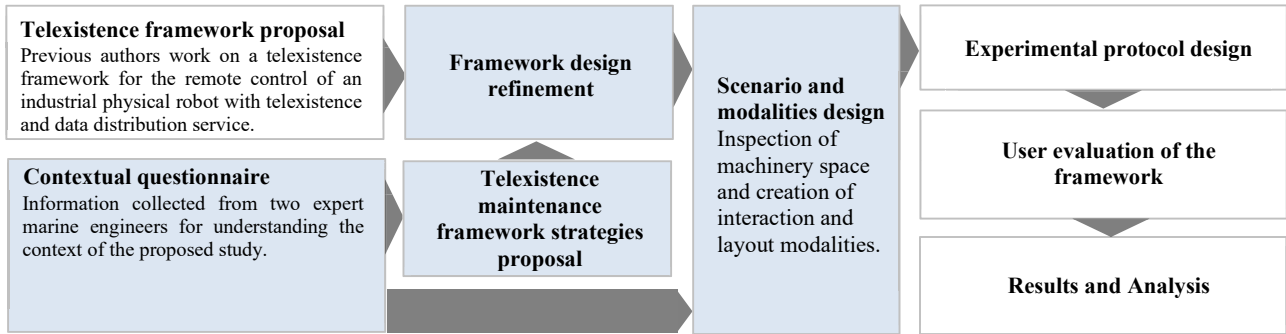 Telexistence framework proposal
Previous authors work on a telexistence
framework for the remote control of an
industrial physical robot with telexistence
and data distribution service.
Contextual questionnaire
Information collected from two expert
marine engineers for understanding the
context of the proposed study.
Framework design
refinement
Telexistence
maintenance
framework strategies
proposal
Scenario and
modalities design
Inspection of
machinery space
and creation of
interaction and
layout modalities.
Experimental protocol design
User evaluation of the
framework
Results and Analysis